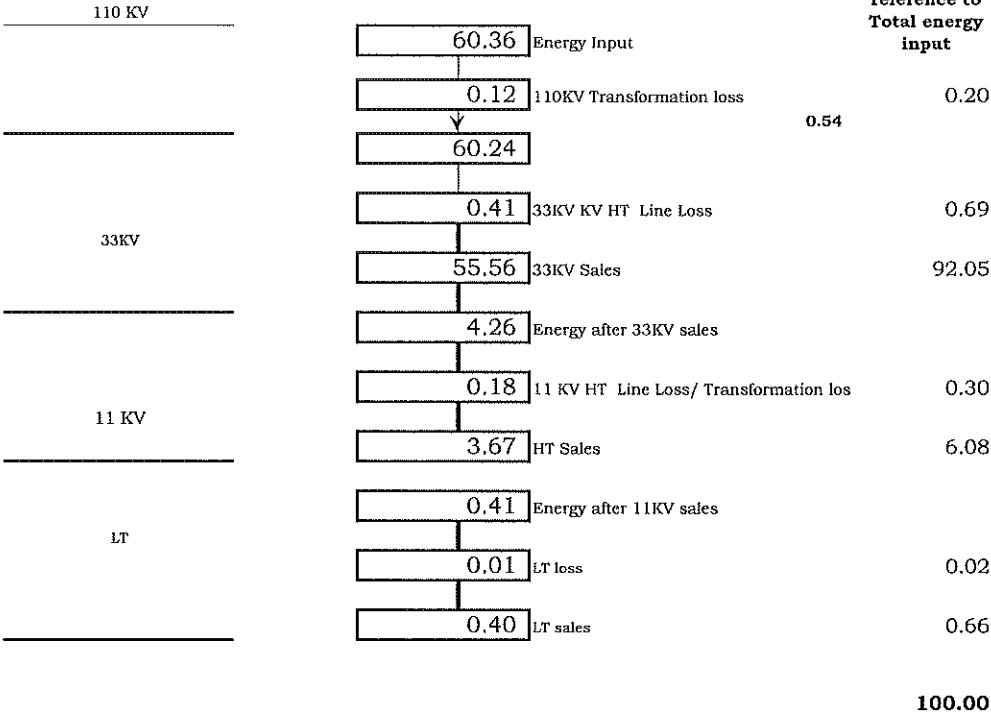 reference to
110 KV
Total energy
input
60.36 Energy Input
0.12 110KV Transformation loss 0.20
0.54
60.24
0.41 33KV KV HT Line Loss 0.69
33KV
55.56 33KV Sales 92.05
4.26 Energy after 33KV sales
0.18 11 KV HT Line Loss/ Transformation los 0.30
11 KV
3.67 HT Sales 6.08
0.41 Energy after 11KV sales
LT
0.01 LT loss 0.02
0.40 LT sales 0.66
100.00